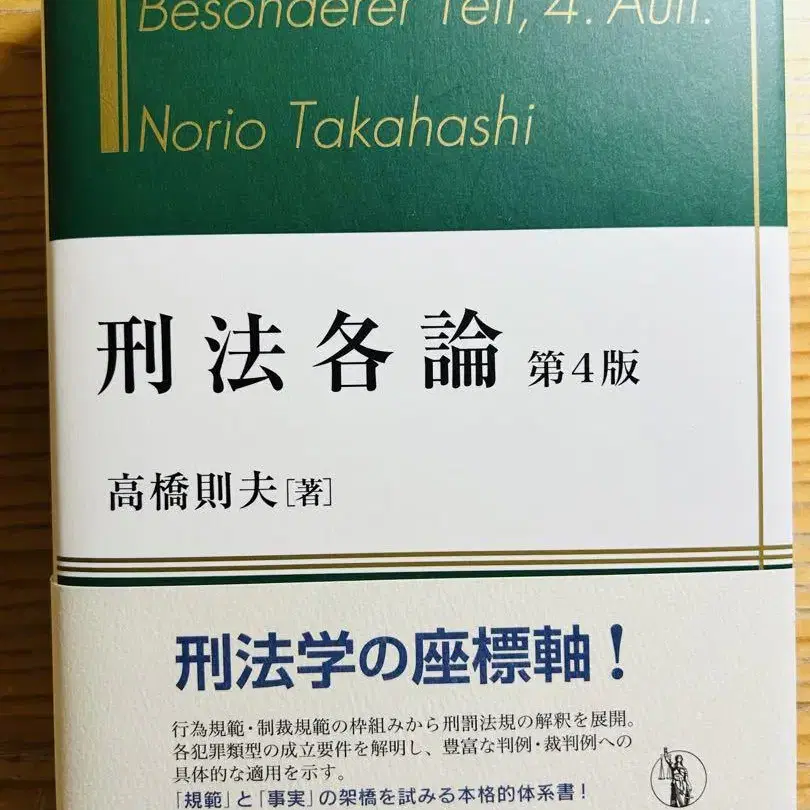 Besonderer Teil, 4. Aufl.
Norio Takahashi
刑法各論 第4版
高橋則夫[著]
刑法学の座標軸!
行為規範・制裁規範の枠組みから刑罰法規の解釈を展開。
各犯罪類型の成立要件を解明し、豊富な判例・裁判例への
具体的な適用を示す。
「規範」と「事実」の架橋を試みる本格的体系書!